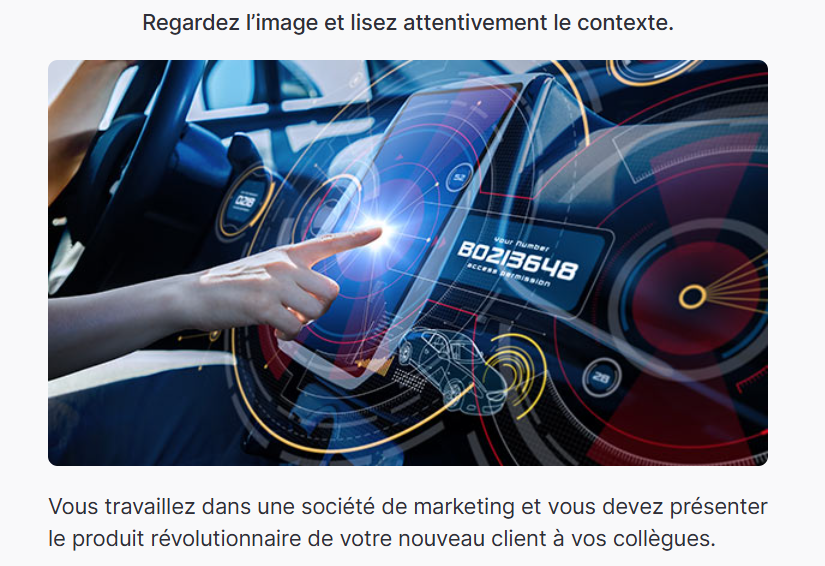 Regardez l’image et lisez attentivement le contexte.
028
52
Your Number
B0213648
access permission
28
Vous travaillez dans une société de marketing et vous devez présenter
le produit révolutionnaire de votre nouveau client à vos collègues.